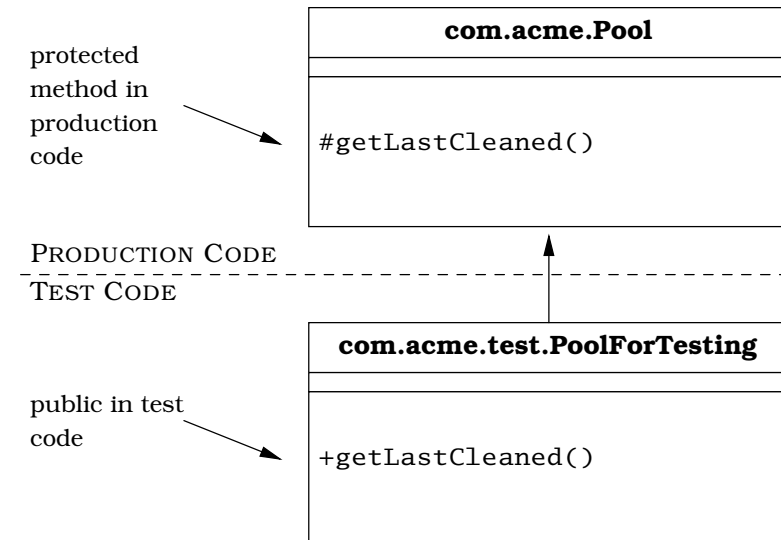 com.acme.Pool
protected
method in
production
code
#getLastCleaned()
PRODUCTION CODE
TEST CODE
com.acme.test.PoolForTesting
public in test
code
+getLastCleaned()